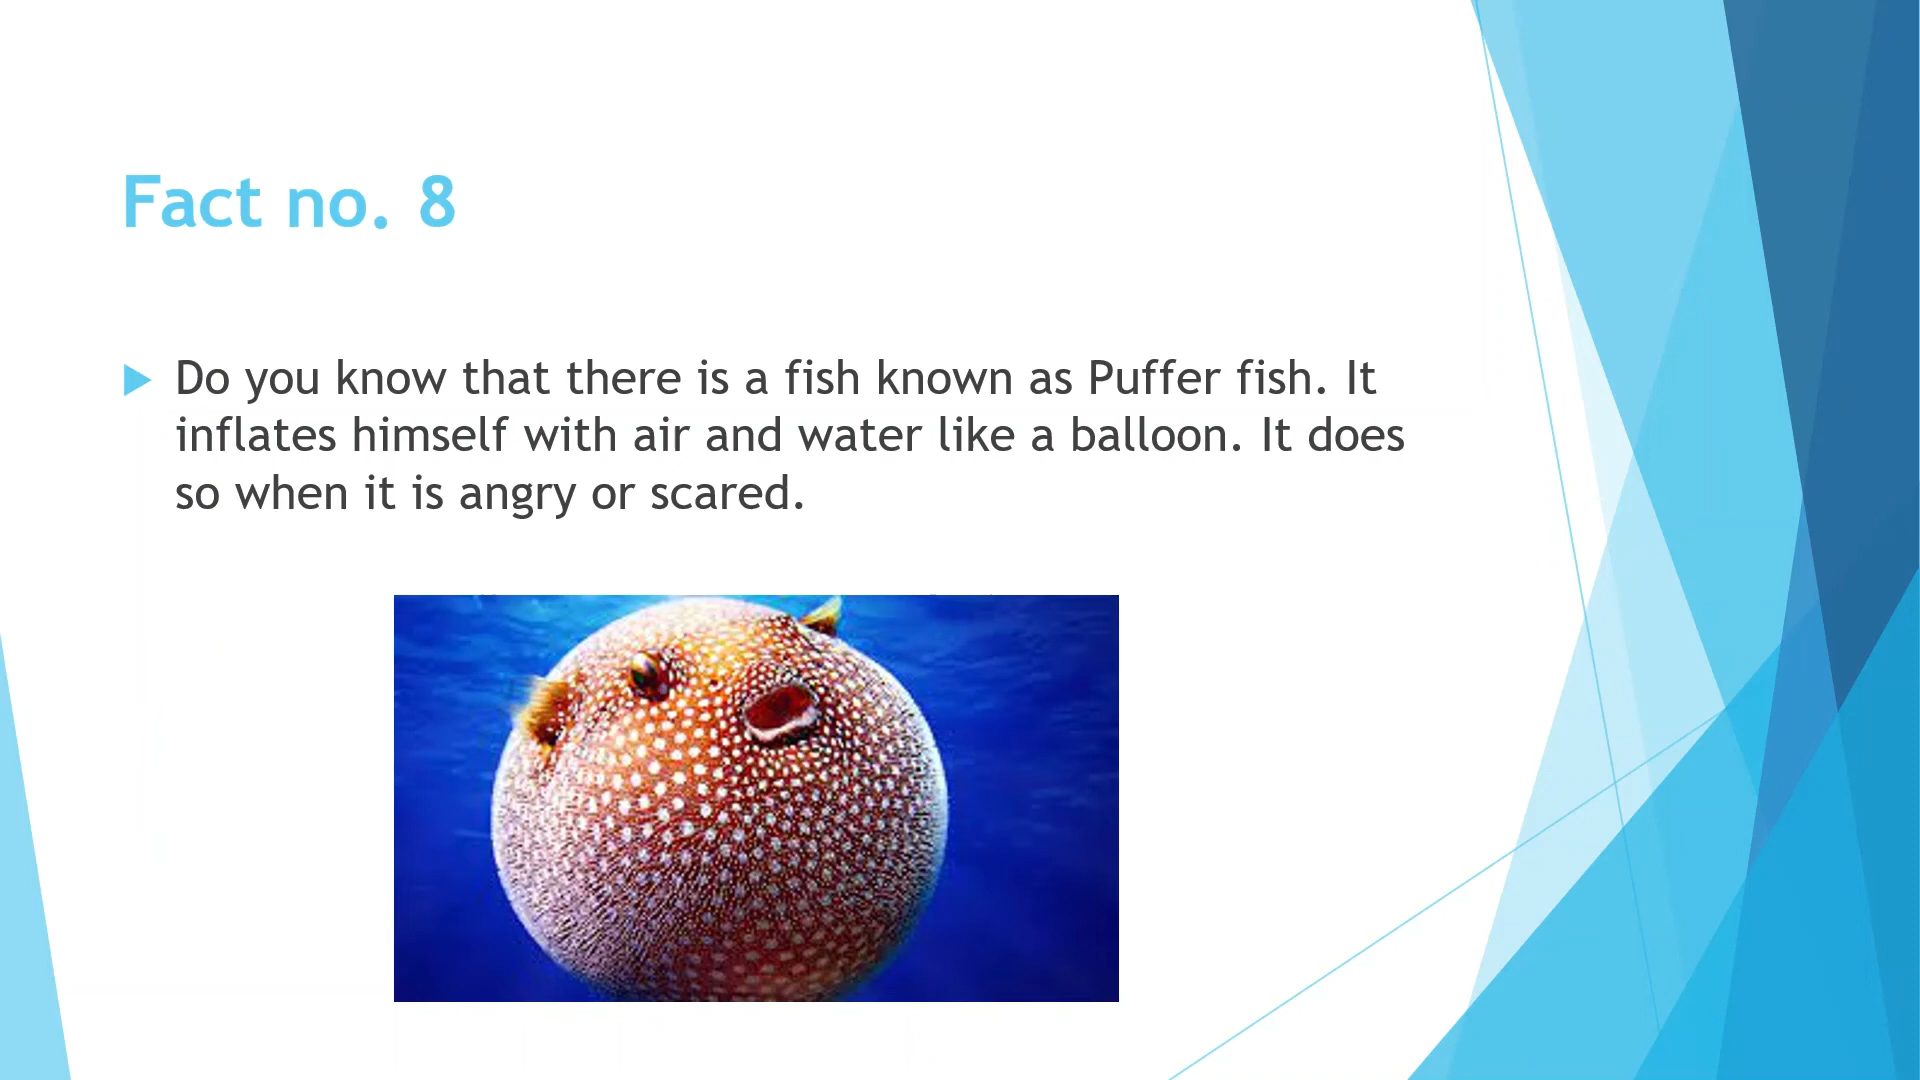 Fact no. 8
Do you know that there is a fish known as Puffer fish. It
inflates himself with air and water like a balloon. It does
so when it is angry or scared.